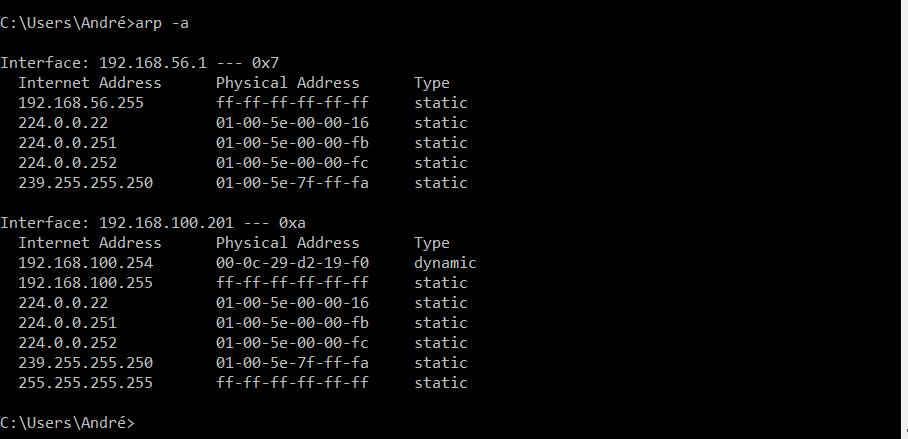 C:\Users\André>arp -a
Interface: 192.168.56.1 --- 0x7
  Internet Address      Physical Address      Type
  192.168.56.255        ff-ff-ff-ff-ff-ff     static
  224.0.0.22            01-00-5e-00-00-16     static
  224.0.0.251           01-00-5e-00-00-fb     static
  224.0.0.252           01-00-5e-00-00-fc     static
  239.255.255.250       01-00-5e-7f-ff-fa     static
Interface: 192.168.100.201 --- 0xa
  Internet Address      Physical Address      Type
  192.168.100.254       00-0c-29-d2-19-f0     dynamic
  192.168.100.255       ff-ff-ff-ff-ff-ff     static
  224.0.0.22            01-00-5e-00-00-16     static
  224.0.0.251           01-00-5e-00-00-fb     static
  224.0.0.252           01-00-5e-00-00-fc     static
  239.255.255.250       01-00-5e-7f-ff-fa     static
  255.255.255.255       ff-ff-ff-ff-ff-ff     static
C:\Users\André>